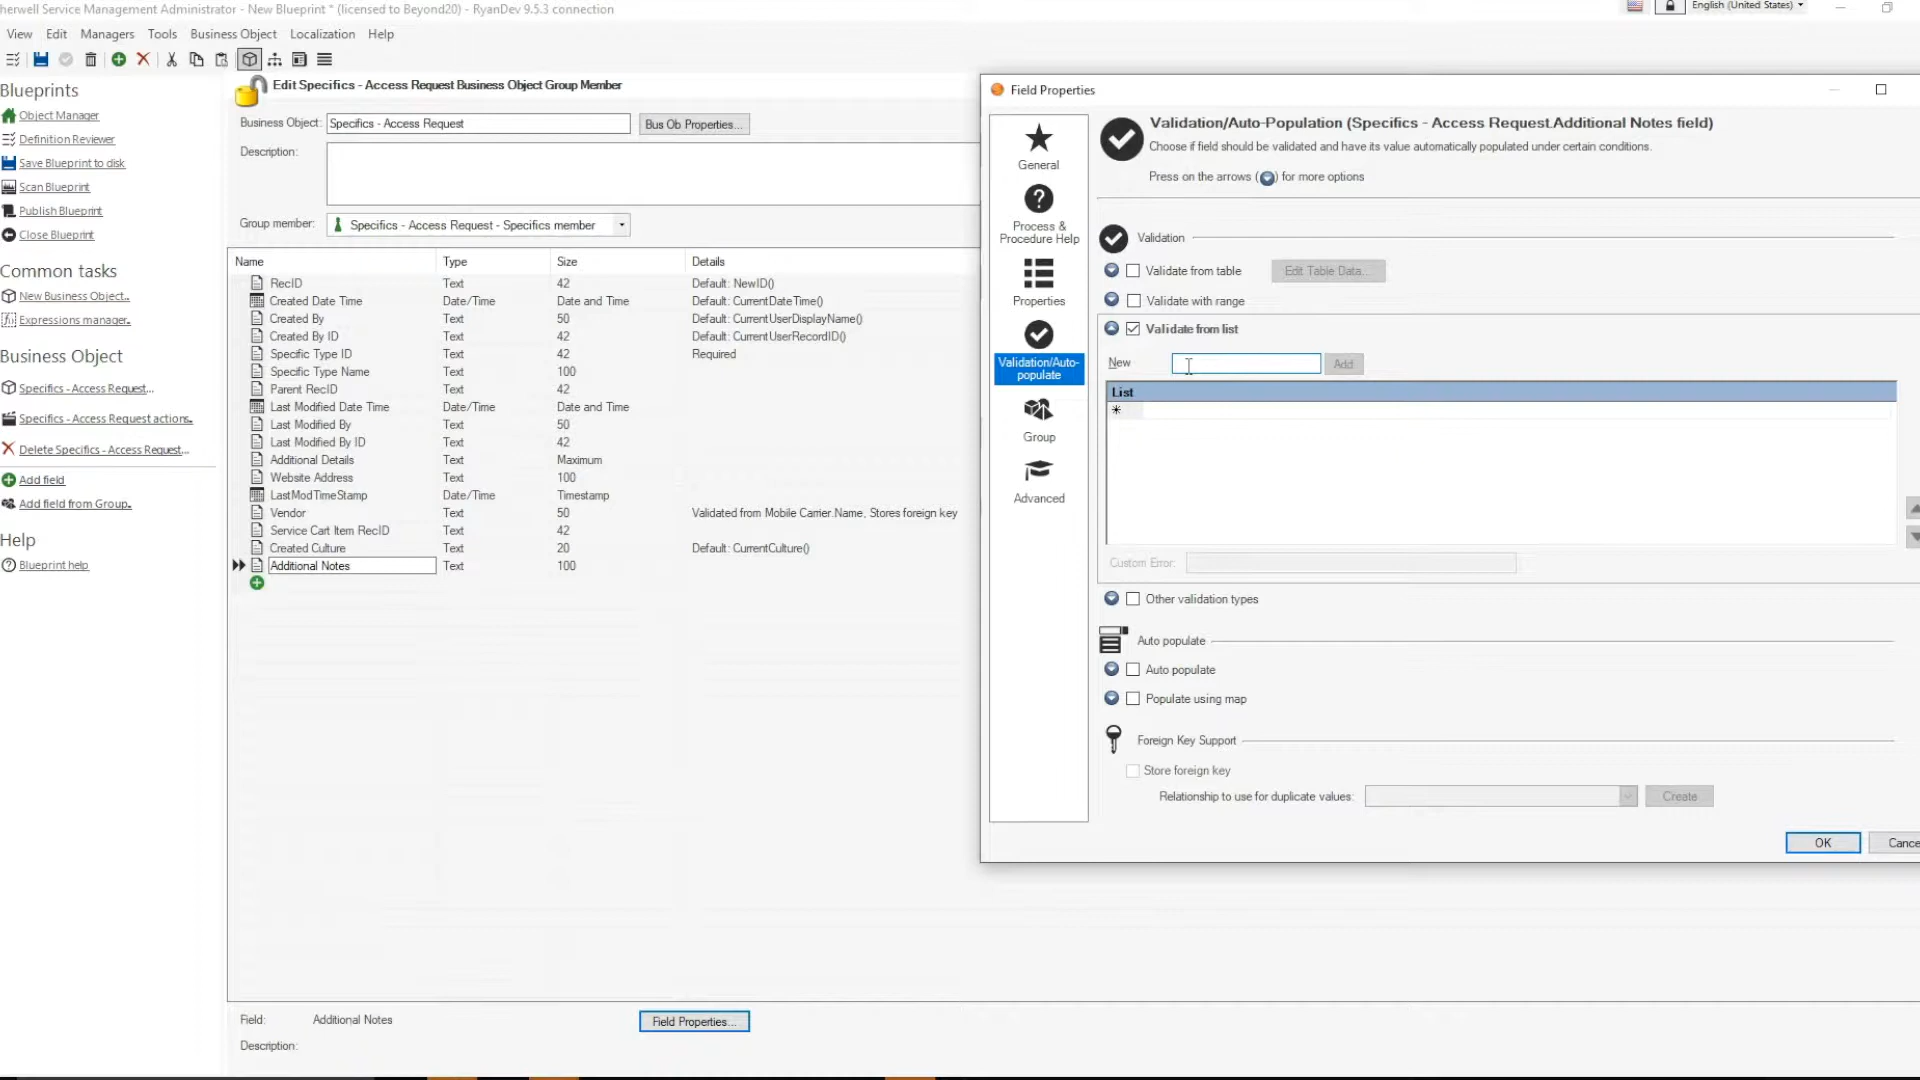 herwell Service Management Administrator - New Blueprint * (licensed to Beyond20) - RyanDev 9.5.3 connection
English (United States)
View Edit Managers Tools Business Object Localization Help
Blueprints
Object Manager
Definition Reviewer
Save Blueprint to disk
Scan Blueprint
Publish Blueprint
Close Blueprint
Common tasks
New Business Object...
Expressions manager...
Business Object
Specifics - Access Request...
Specifics - Access Request actions...
Delete Specifics - Access Request...
Add field
Add field from Group...
Help
Blueprint help
Edit Specifics - Access Request Business Object Group Member
Business Object: Specifics - Access Request Bus Ob Properties...
Description:
Group member: Specifics - Access Request - Specifics member
Name Type Size Details
RecID Text 42 Default: NewID()
Created Date Time Date/Time Date and Time Default: CurrentDateTime()
Created By Text 50 Default: CurrentUserDisplayName()
Created By ID Text 42 Default: CurrentUserRecordID()
Specific Type ID Text 42 Required
Specific Type Name Text 100
Parent RecID Text 42
Last Modified Date Time Date/Time Date and Time
Last Modified By Text 50
Last Modified By ID Text 42
Additional Details Text Maximum
Website Address Text 100
LastModTimeStamp Date/Time Timestamp
Vendor Text 50 Validated from Mobile Carrier.Name, Stores foreign key
Service Cart Item RecID Text 42
Created Culture Text 20 Default: CurrentCulture()
Additional Notes Text 100
Field: Additional Notes Field Properties...
Description:
Field Properties
General
Process & Procedure Help
Properties
Validation/Auto-populate
Group
Advanced
Validation/Auto-Population (Specifics - Access Request.Additional Notes field)
Choose if field should be validated and have its value automatically populated under certain conditions.
Press on the arrows ( ) for more options
Validation
Validate from table Edit Table Data...
Validate with range
Validate from list
New Add
List
Custom Error:
Other validation types
Auto populate
Auto populate
Populate using map
Foreign Key Support
Store foreign key
Relationship to use for duplicate values: Create
OK Cance